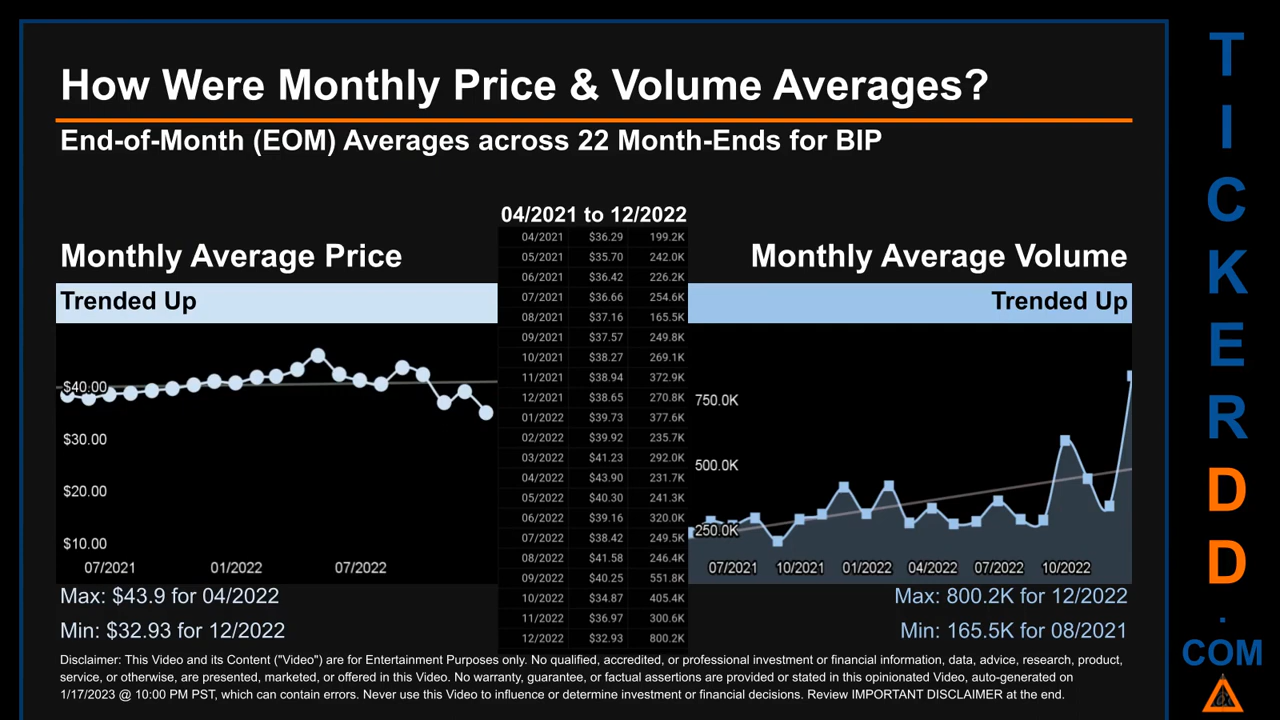 How Were Monthly Price & Volume Averages?
End-of-Month (EOM) Averages across 22 Month-Ends for BIP
04/2021 to 12/2022
Monthly Average Price
Trended Up
$40.00
$30.00
$20.00
$10.00
07/2021 01/2022 07/2022
Max: $43.9 for 04/2022
Min: $32.93 for 12/2022
04/2021 $36.29 199.2K
05/2021 $35.70 242.0K
06/2021 $36.42 226.2K
07/2021 $36.66 254.6K
08/2021 $37.16 165.5K
09/2021 $37.57 249.8K
10/2021 $38.27 269.1K
11/2021 $38.94 372.9K
12/2021 $38.65 270.8K
01/2022 $39.73 377.6K
02/2022 $39.92 235.7K
03/2022 $41.23 292.0K
04/2022 $43.90 231.7K
05/2022 $40.30 241.3K
06/2022 $39.16 320.0K
07/2022 $38.42 249.5K
08/2022 $41.58 246.4K
09/2022 $40.25 551.8K
10/2022 $34.87 405.4K
11/2022 $36.97 300.6K
12/2022 $32.93 800.2K
Monthly Average Volume
Trended Up
750.0K
500.0K
250.0K
07/2021 10/2021 01/2022 04/2022 07/2022 10/2022
Max: 800.2K for 12/2022
Min: 165.5K for 08/2021
Disclaimer: This Video and its Content ("Video") are for Entertainment Purposes only. No qualified, accredited, or professional investment or financial information, data, advice, research, product,
service, or otherwise, are presented, marketed, or offered in this Video. No warranty, guarantee, or factual assertions are provided or stated in this opinionated Video, auto-generated on
1/17/2023 @ 10:00 PM PST, which can contain errors. Never use this Video to influence or determine investment or financial decisions. Review IMPORTANT DISCLAIMER at the end.
T
I
C
K
E
R
D
D
.
COM